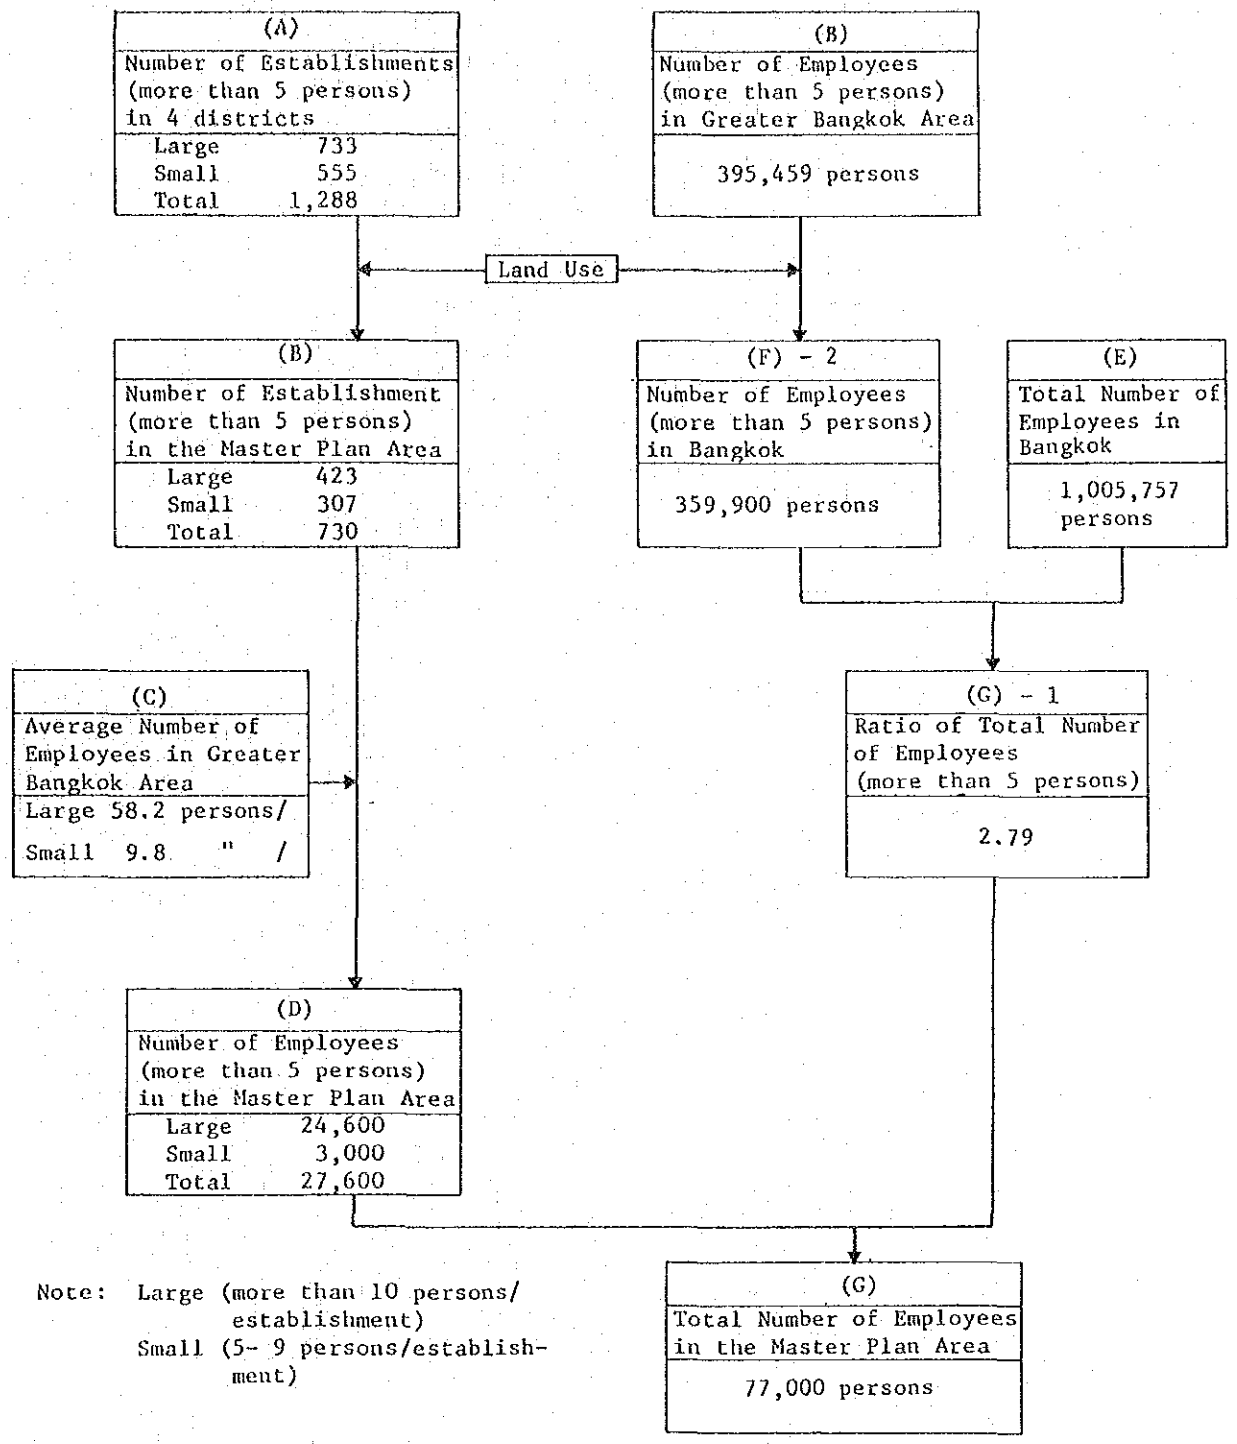 (A)
Number of Establishments
(more than 5 persons)
in 4 districts
Large 733
Small 555
Total 1,288
(B)
Number of Employees
(more than 5 persons)
in Greater Bangkok Area
395,459 persons
Land Use
(B)
Number of Establishment
(more than 5 persons)
in the Master Plan Area
Large 423
Small 307
Total 730
(F) - 2
Number of Employees
(more than 5 persons)
in Bangkok
359,900 persons
(E)
Total Number of
Employees in
Bangkok
1,005,757
persons
(C)
Average Number of
Employees in Greater
Bangkok Area
Large 58.2 persons/
Small 9.8 " /
(G) - 1
Ratio of Total Number
of Employees
(more than 5 persons)
2.79
(D)
Number of Employees
(more than 5 persons)
in the Master Plan Area
Large 24,600
Small 3,000
Total 27,600
Note: Large (more than 10 persons/
establishment)
Small (5- 9 persons/establish-
ment)
(G)
Total Number of Employees
in the Master Plan Area
77,000 persons